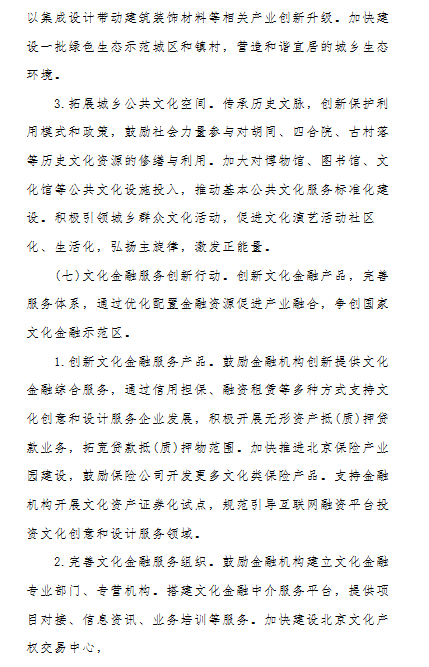 以集成设计带动建筑装饰材料等相关产业创新升级。加快建
设一批绿色生态示范城区和镇村，营造和谐宜居的城乡生态
环境。
3.拓展城乡公共文化空间。传承历史文脉，创新保护利
用模式和政策，鼓励社会力量参与对胡同、四合院、古村落
等历史文化资源的修缮与利用。加大对博物馆、图书馆、文
化馆等公共文化设施投入，推动基本公共文化服务标准化建
设。积极引领城乡群众文化活动，促进文化演艺活动社区
化、生活化，弘扬主旋律，激发正能量。
(七)文化金融服务创新行动。创新文化金融产品，完善
服务体系，通过优化配置金融资源促进产业融合，争创国家
文化金融示范区。
1.创新文化金融服务产品。鼓励金融机构创新提供文化
金融综合服务，通过信用担保、融资租赁等多种方式支持文
化创意和设计服务企业发展，积极开展无形资产抵(质)押贷
款业务，拓宽贷款抵(质)押物范围。加快推进北京保险产业
园建设，鼓励保险公司开发更多文化类保险产品。支持金融
机构开展文化资产证券化试点，规范引导互联网融资平台投
资文化创意和设计服务领域。
2.完善文化金融服务组织。鼓励金融机构建立文化金融
专业部门、专营机构。搭建文化金融中介服务平台，提供项
目对接、信息资讯、业务培训等服务。加快建设北京文化产
权交易中心，